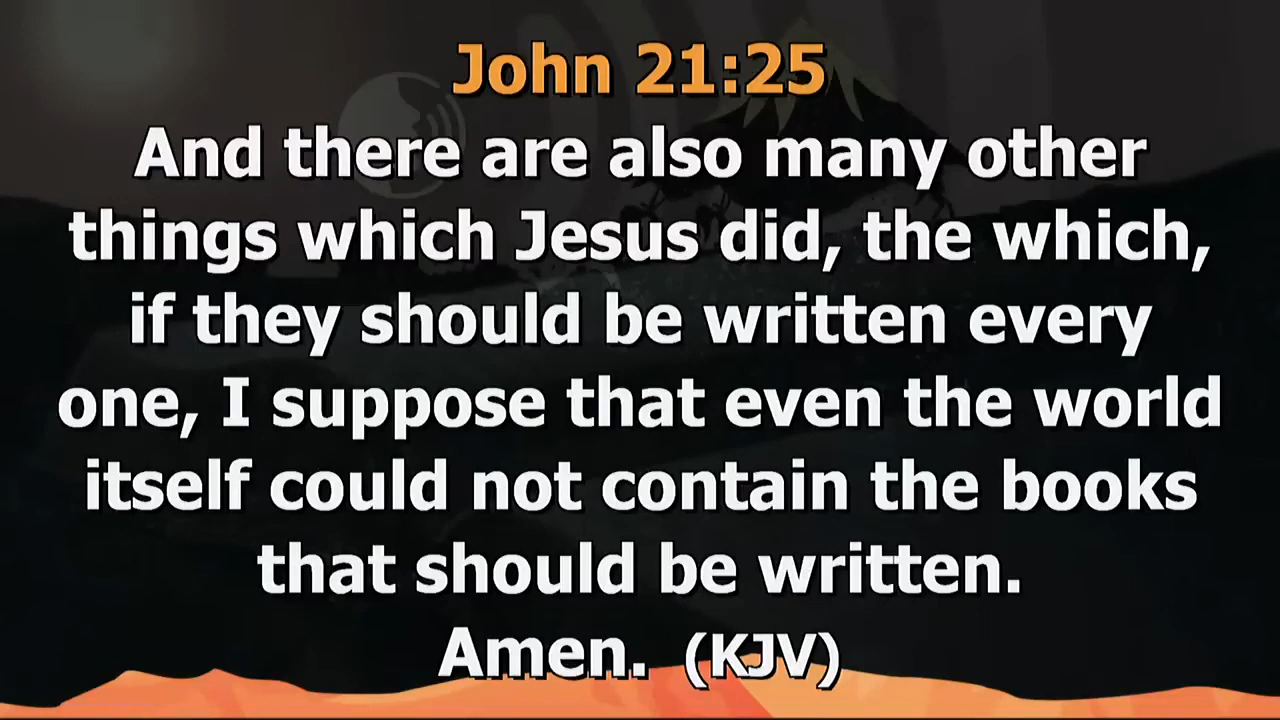 John 21:25
And there are also many other
things which Jesus did, the which,
if they should be written every
one, I suppose that even the world
itself could not contain the books
that should be written.
Amen. (KJV)